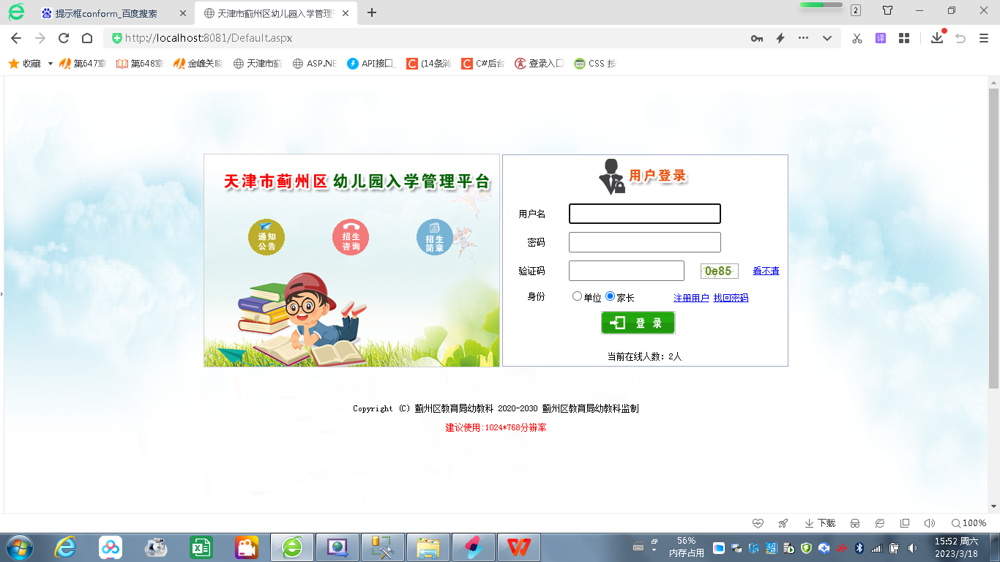 提示框conform_百度搜索
天津市蓟州区幼儿园入学管理
2
http://localhost:8081/Default.aspx
译
收藏 第647章 第648章 金峰关 天津市蓟 ASP.NE API接口_ (14条消 C#后台 登录入口 CSS 按
天津市蓟州区 幼儿园入学管理平台
通知
公告
招生
咨询
招生
简章
用户登录
用户名
密码
验证码
0e85
看不清
身份
单位
家长
注册用户 找回密码
登 录
当前在线人数：2人
Copyright (C) 蓟州区教育局幼教科 2020-2030 蓟州区教育局幼教科监制
建议使用:1024*768分辨率
下载
100%
56%
内存占用
15:52 周六
2023/3/18